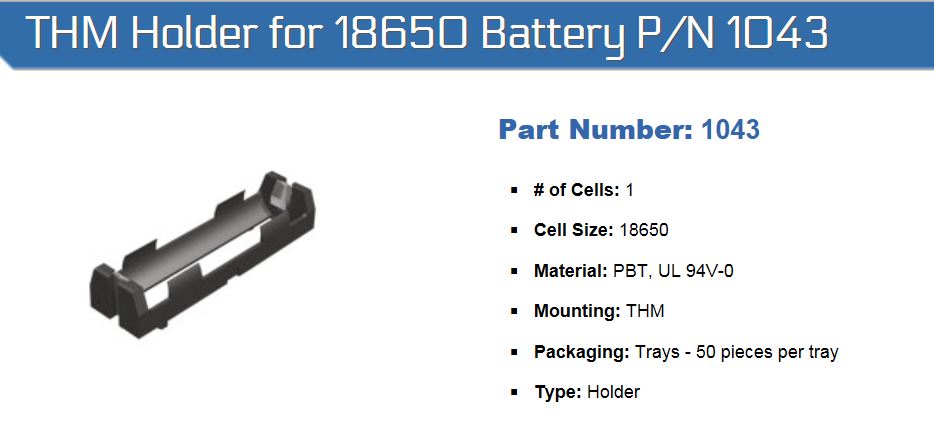 THM Holder for 18650 Battery P/N 1043
Part Number: 1043
# of Cells: 1
Cell Size: 18650
Material: PBT, UL 94V-0
Mounting: THM
Packaging: Trays - 50 pieces per tray
Type: Holder